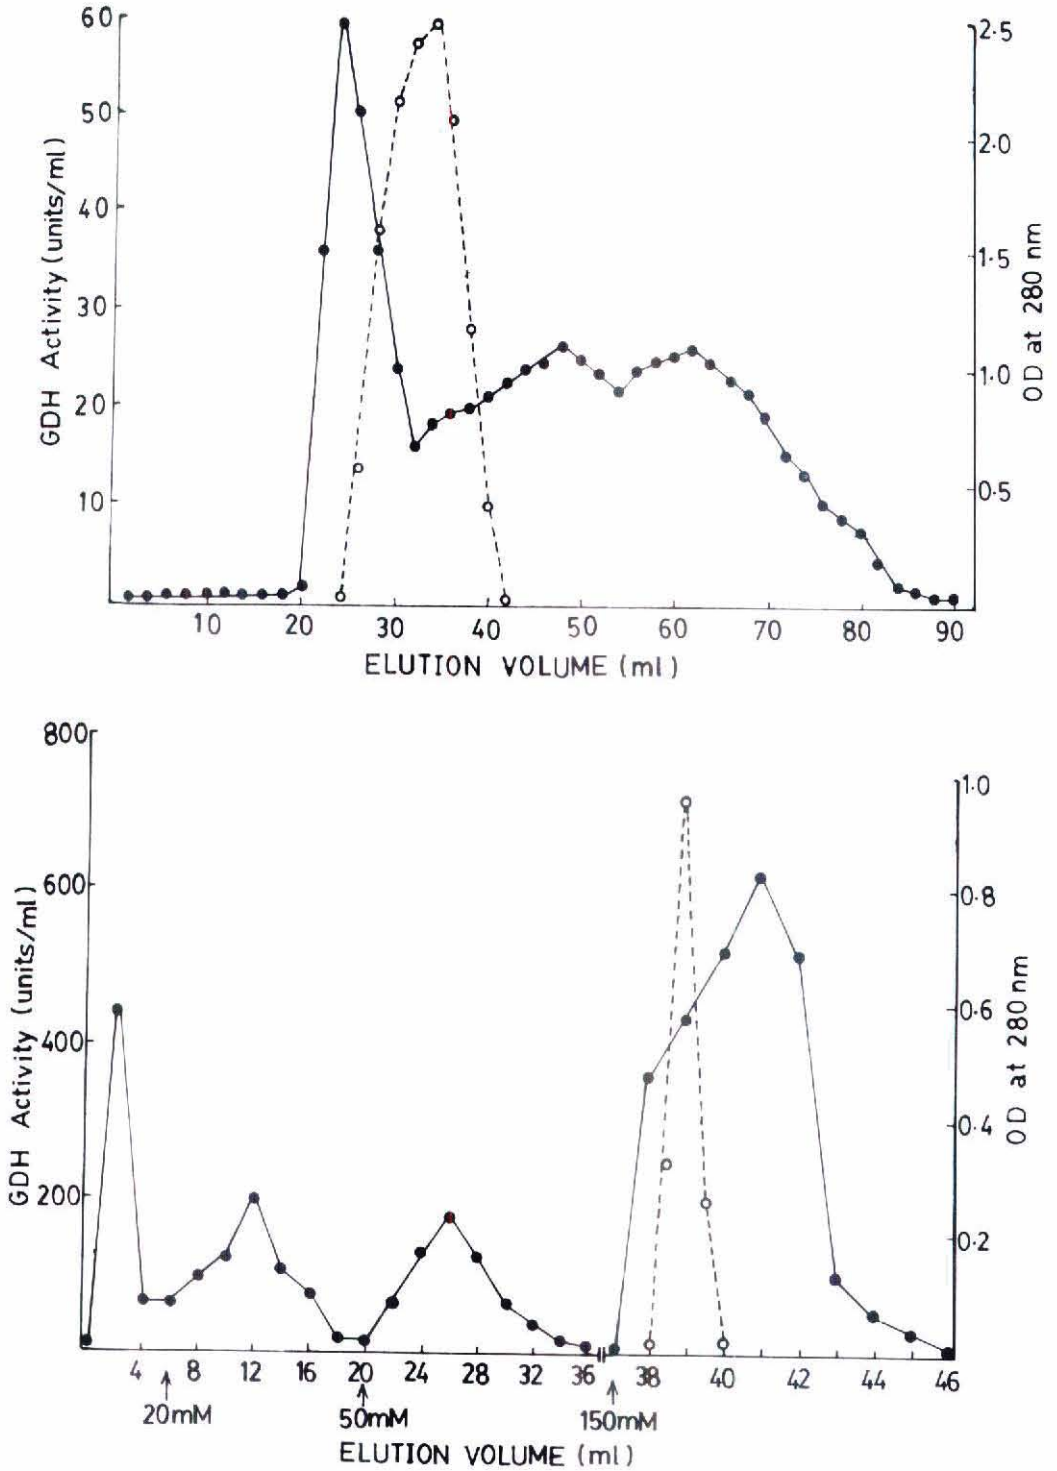 60
50
40
30
20
10
GDH Activity (units/ml)
2.5
2.0
1.5
1.0
0.5
OD at 280 nm
10 20 30 40 50 60 70 80 90
ELUTION VOLUME (ml)
800
600
400
200
GDH Activity (units/ml)
1.0
0.8
0.6
0.4
0.2
OD at 280 nm
4 8 12 16 20 24 28 32 36 38 40 42 44 46
20mM 50mM 150mM
ELUTION VOLUME (ml)